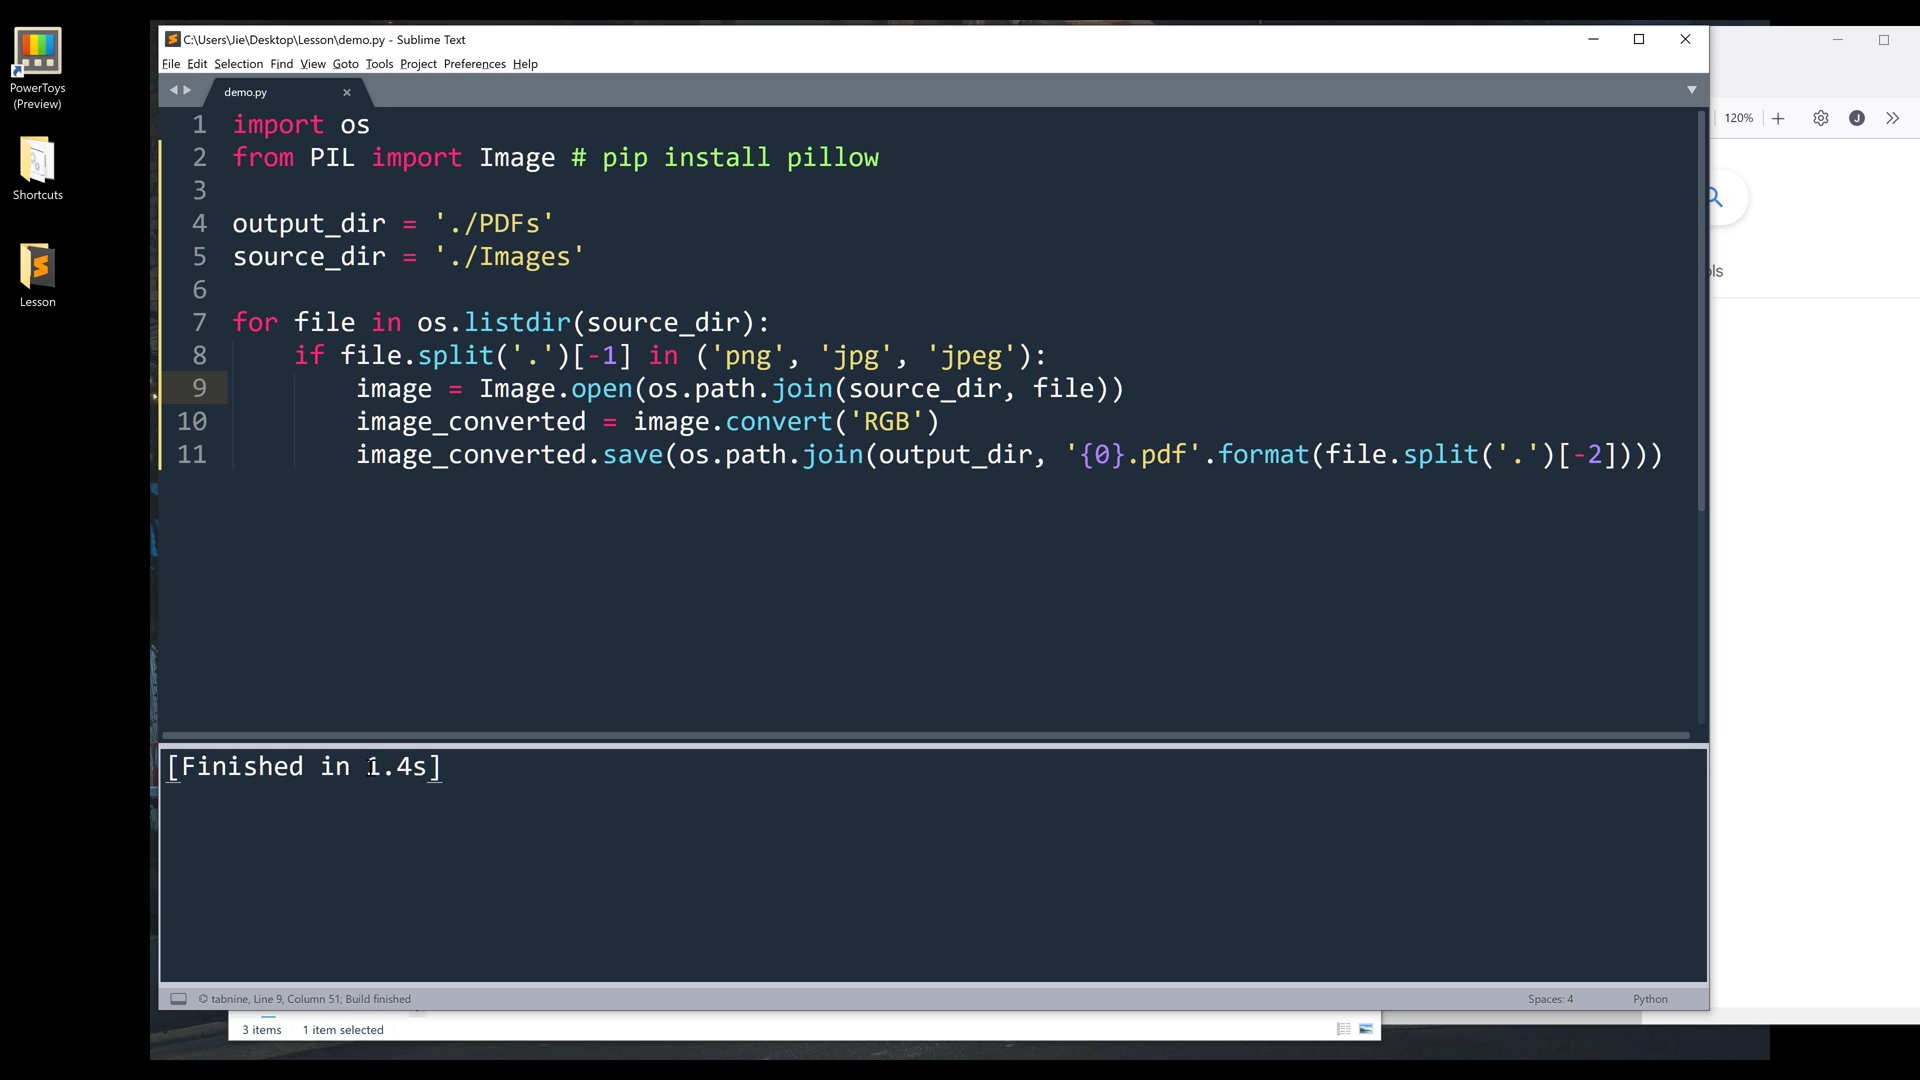 PowerToys
(Preview)
Shortcuts
Lesson
C:\Users\Jie\Desktop\Lesson\demo.py - Sublime Text
File Edit Selection Find View Goto Tools Project Preferences Help
demo.py
1 import os
2 from PIL import Image # pip install pillow
3
4 output_dir = './PDFs'
5 source_dir = './Images'
6
7 for file in os.listdir(source_dir):
8 if file.split('.')[-1] in ('png', 'jpg', 'jpeg'):
9 image = Image.open(os.path.join(source_dir, file))
10 image_converted = image.convert('RGB')
11 image_converted.save(os.path.join(output_dir, '{0}.pdf'.format(file.split('.')[-2])))
[Finished in 1.4s]
tabnine, Line 9, Column 51; Build finished
Spaces: 4
Python
3 items 1 item selected
120%
J
ols